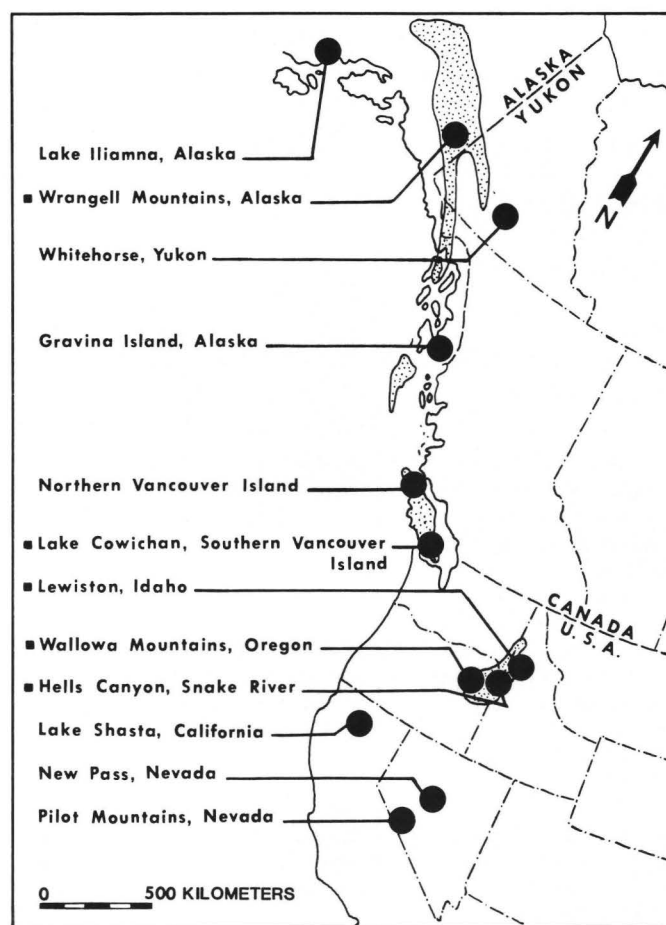 ALASKA
YUKON
N
Lake Iliamna, Alaska
■ Wrangell Mountains, Alaska
Whitehorse, Yukon
Gravina Island, Alaska
Northern Vancouver Island
■ Lake Cowichan, Southern Vancouver
Island
■ Lewiston, Idaho
CANADA
U.S.A.
■ Wallowa Mountains, Oregon
■ Hells Canyon, Snake River
Lake Shasta, California
New Pass, Nevada
Pilot Mountains, Nevada
0 500 KILOMETERS